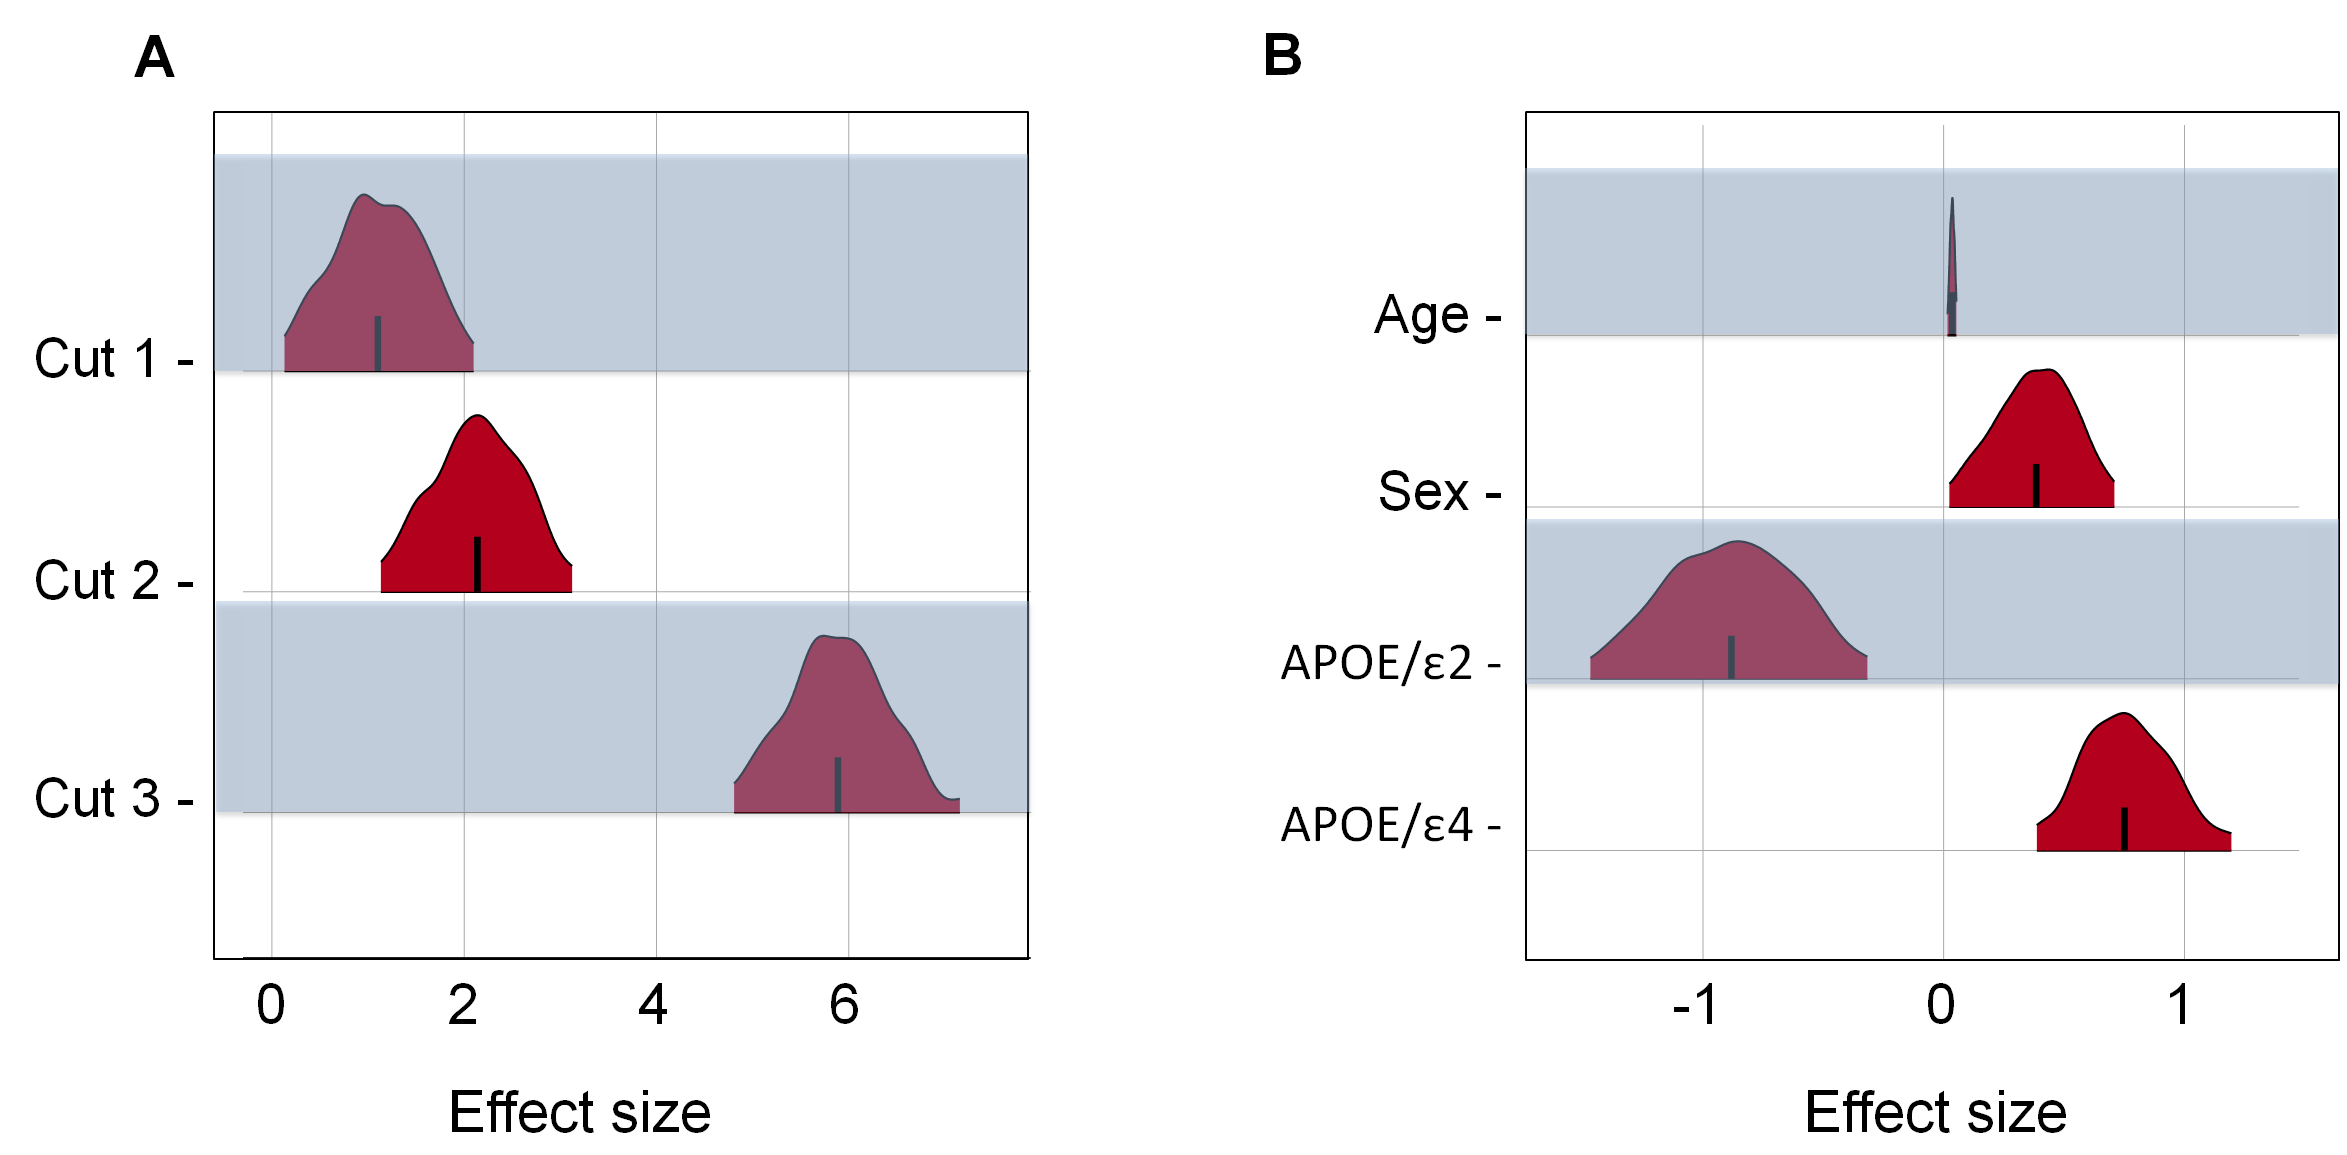 A
Cut 1 -
Cut 2 -
Cut 3 -
0 2 4 6
Effect size
B
Age -
Sex -
APOE/ε2 -
APOE/ε4 -
-1 0 1
Effect size